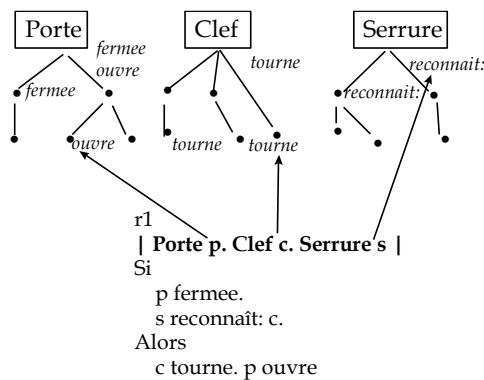 Porte Clef Serrure
fermee
ouvre
tourne
reconnait:
fermee
reconnait:
ouvre
tourne
tourne
r1
| Porte p. Clef c. Serrure s |
Si
p fermee.
s reconnaît: c.
Alors
c tourne. p ouvre